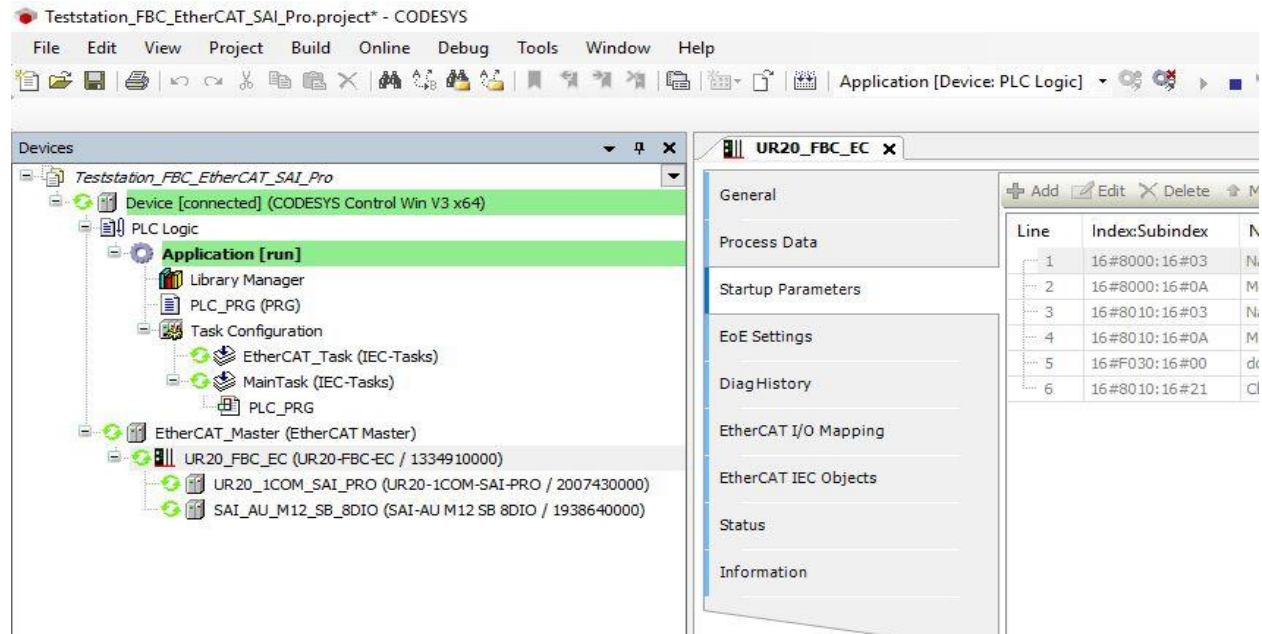 Teststation_FBC_EtherCAT_SAI_Pro.project* - CODESYS
File Edit View Project Build Online Debug Tools Window Help
Application [Device: PLC Logic]
Devices
Teststation_FBC_EtherCAT_SAI_Pro
Device [connected] (CODESYS Control Win V3 x64)
PLC Logic
Application [run]
Library Manager
PLC_PRG (PRG)
Task Configuration
EtherCAT_Task (IEC-Tasks)
MainTask (IEC-Tasks)
PLC_PRG
EtherCAT_Master (EtherCAT Master)
UR20_FBC_EC (UR20-FBC-EC / 1334910000)
UR20_1COM_SAI_PRO (UR20-1COM-SAI-PRO / 2007430000)
SAI_AU_M12_SB_8DIO (SAI-AU M12 SB 8DIO / 1938640000)
UR20_FBC_EC
General
Process Data
Startup Parameters
EoE Settings
DiagHistory
EtherCAT I/O Mapping
EtherCAT IEC Objects
Status
Information
Add Edit Delete M
Line Index:Subindex N
1 16#8000:16#03 Na
2 16#8000:16#0A M
3 16#8010:16#03 Na
4 16#8010:16#0A M
5 16#F030:16#00 do
6 16#8010:16#21 Cl